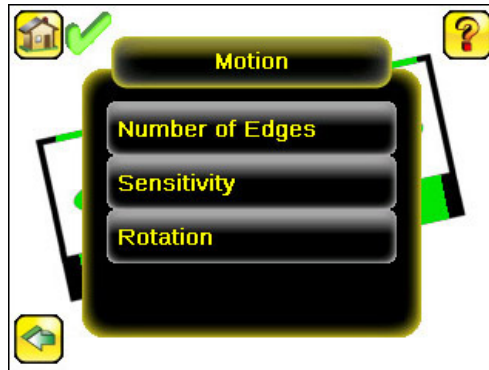 Motion
Number of Edges
Sensitivity
Rotation
?